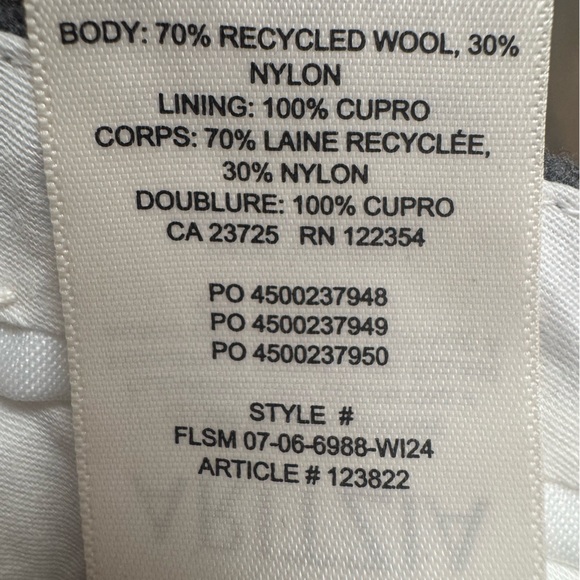 BODY: 70% RECYCLED WOOL, 30%
NYLON
LINING: 100% CUPRO
CORPS: 70% LAINE RECYCLÉE,
30% NYLON
DOUBLURE: 100% CUPRO
CA 23725 RN 122354
PO 4500237948
PO 4500237949
PO 4500237950
STYLE #
FLSM 07-06-6988-WI24
ARTICLE # 123822